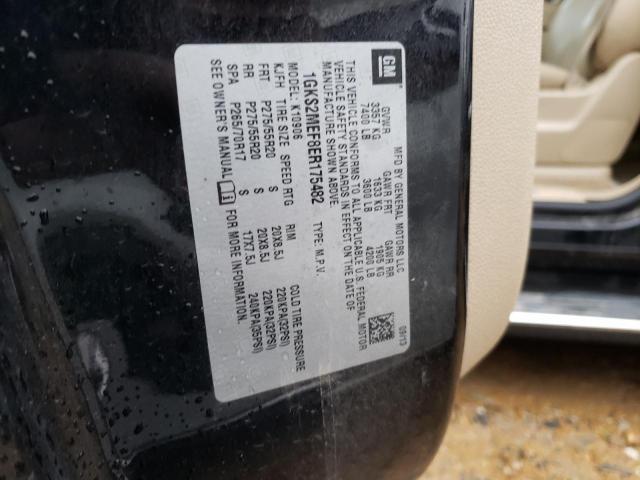 GM
MFD BY GENERAL MOTORS LLC
09/13
GVWR GAWR FRT GAWR RR
3357 KG 1633 KG 1905 KG
7400 LB 3600 LB 4200 LB
THIS VEHICLE CONFORMS TO ALL APPLICABLE U.S. FEDERAL MOTOR
VEHICLE SAFETY STANDARDS IN EFFECT ON THE DATE OF
MANUFACTURE SHOWN ABOVE.
1GKS2MEF8ER175482 TYPE: M.P.V.
MODEL: K10906
KJFH TIRE SIZE SPEED RTG RIM COLD TIRE PRESSURE
FRT P275/55R20 S 20X8.5J 220KPA(32PSI)
RR P275/55R20 S 20X8.5J 220KPA(32PSI)
SPA P265/70R17 S 17X7.5J 240KPA(35PSI)
SEE OWNER'S MANUAL i FOR MORE INFORMATION.